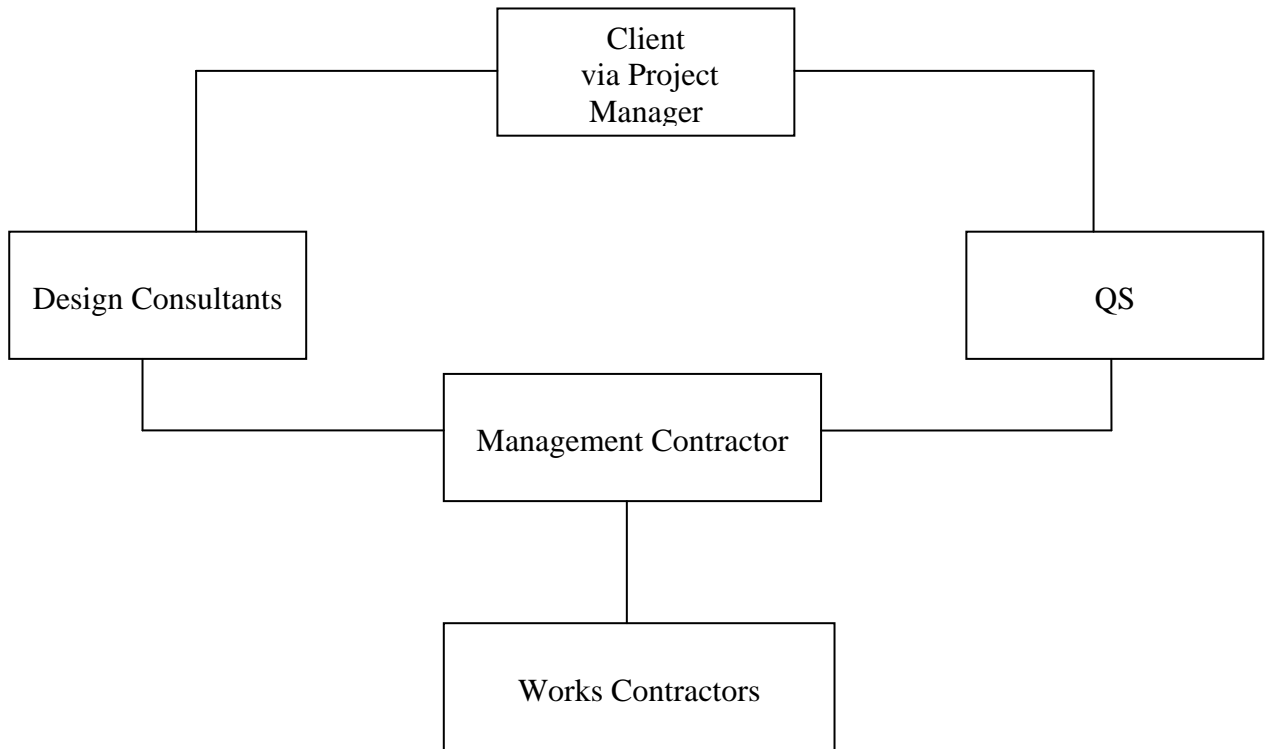 Client
via Project
Manager
Design Consultants
QS
Management Contractor
Works Contractors